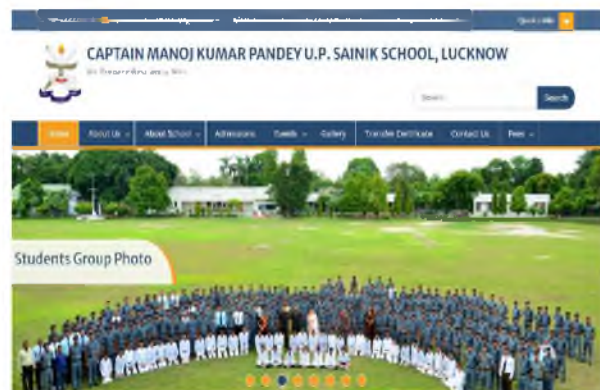 Quick Links
CAPTAIN MANOJ KUMAR PANDEY U.P. SAINIK SCHOOL, LUCKNOW
Search
Search
Home About Us About School Admissions Events Gallery Transfer Certificate Contact Us Fees
Students Group Photo